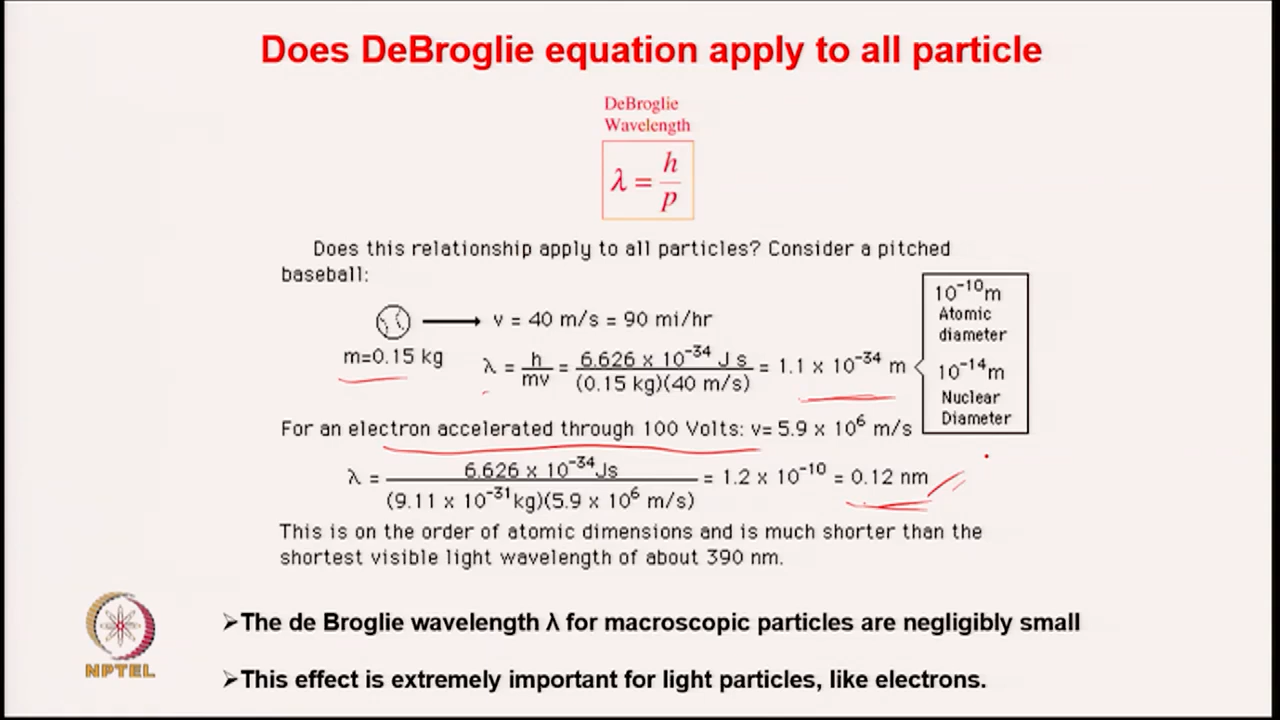 Does DeBroglie equation apply to all particle
DeBroglie
Wavelength
λ = h/p
Does this relationship apply to all particles? Consider a pitched
baseball:
v = 40 m/s = 90 mi/hr
m=0.15 kg
λ = h/mv = 6.626 x 10⁻³⁴ J s/(0.15 kg)(40 m/s) = 1.1 x 10⁻³⁴ m
10⁻¹⁰m
Atomic
diameter
10⁻¹⁴m
Nuclear
Diameter
For an electron accelerated through 100 Volts: v= 5.9 x 10⁶ m/s
λ = 6.626 x 10⁻³⁴Js/(9.11 x 10⁻³¹kg)(5.9 x 10⁶ m/s) = 1.2 x 10⁻¹⁰ = 0.12 nm
This is on the order of atomic dimensions and is much shorter than the
shortest visible light wavelength of about 390 nm.
➢The de Broglie wavelength λ for macroscopic particles are negligibly small
➢This effect is extremely important for light particles, like electrons.
NPTEL